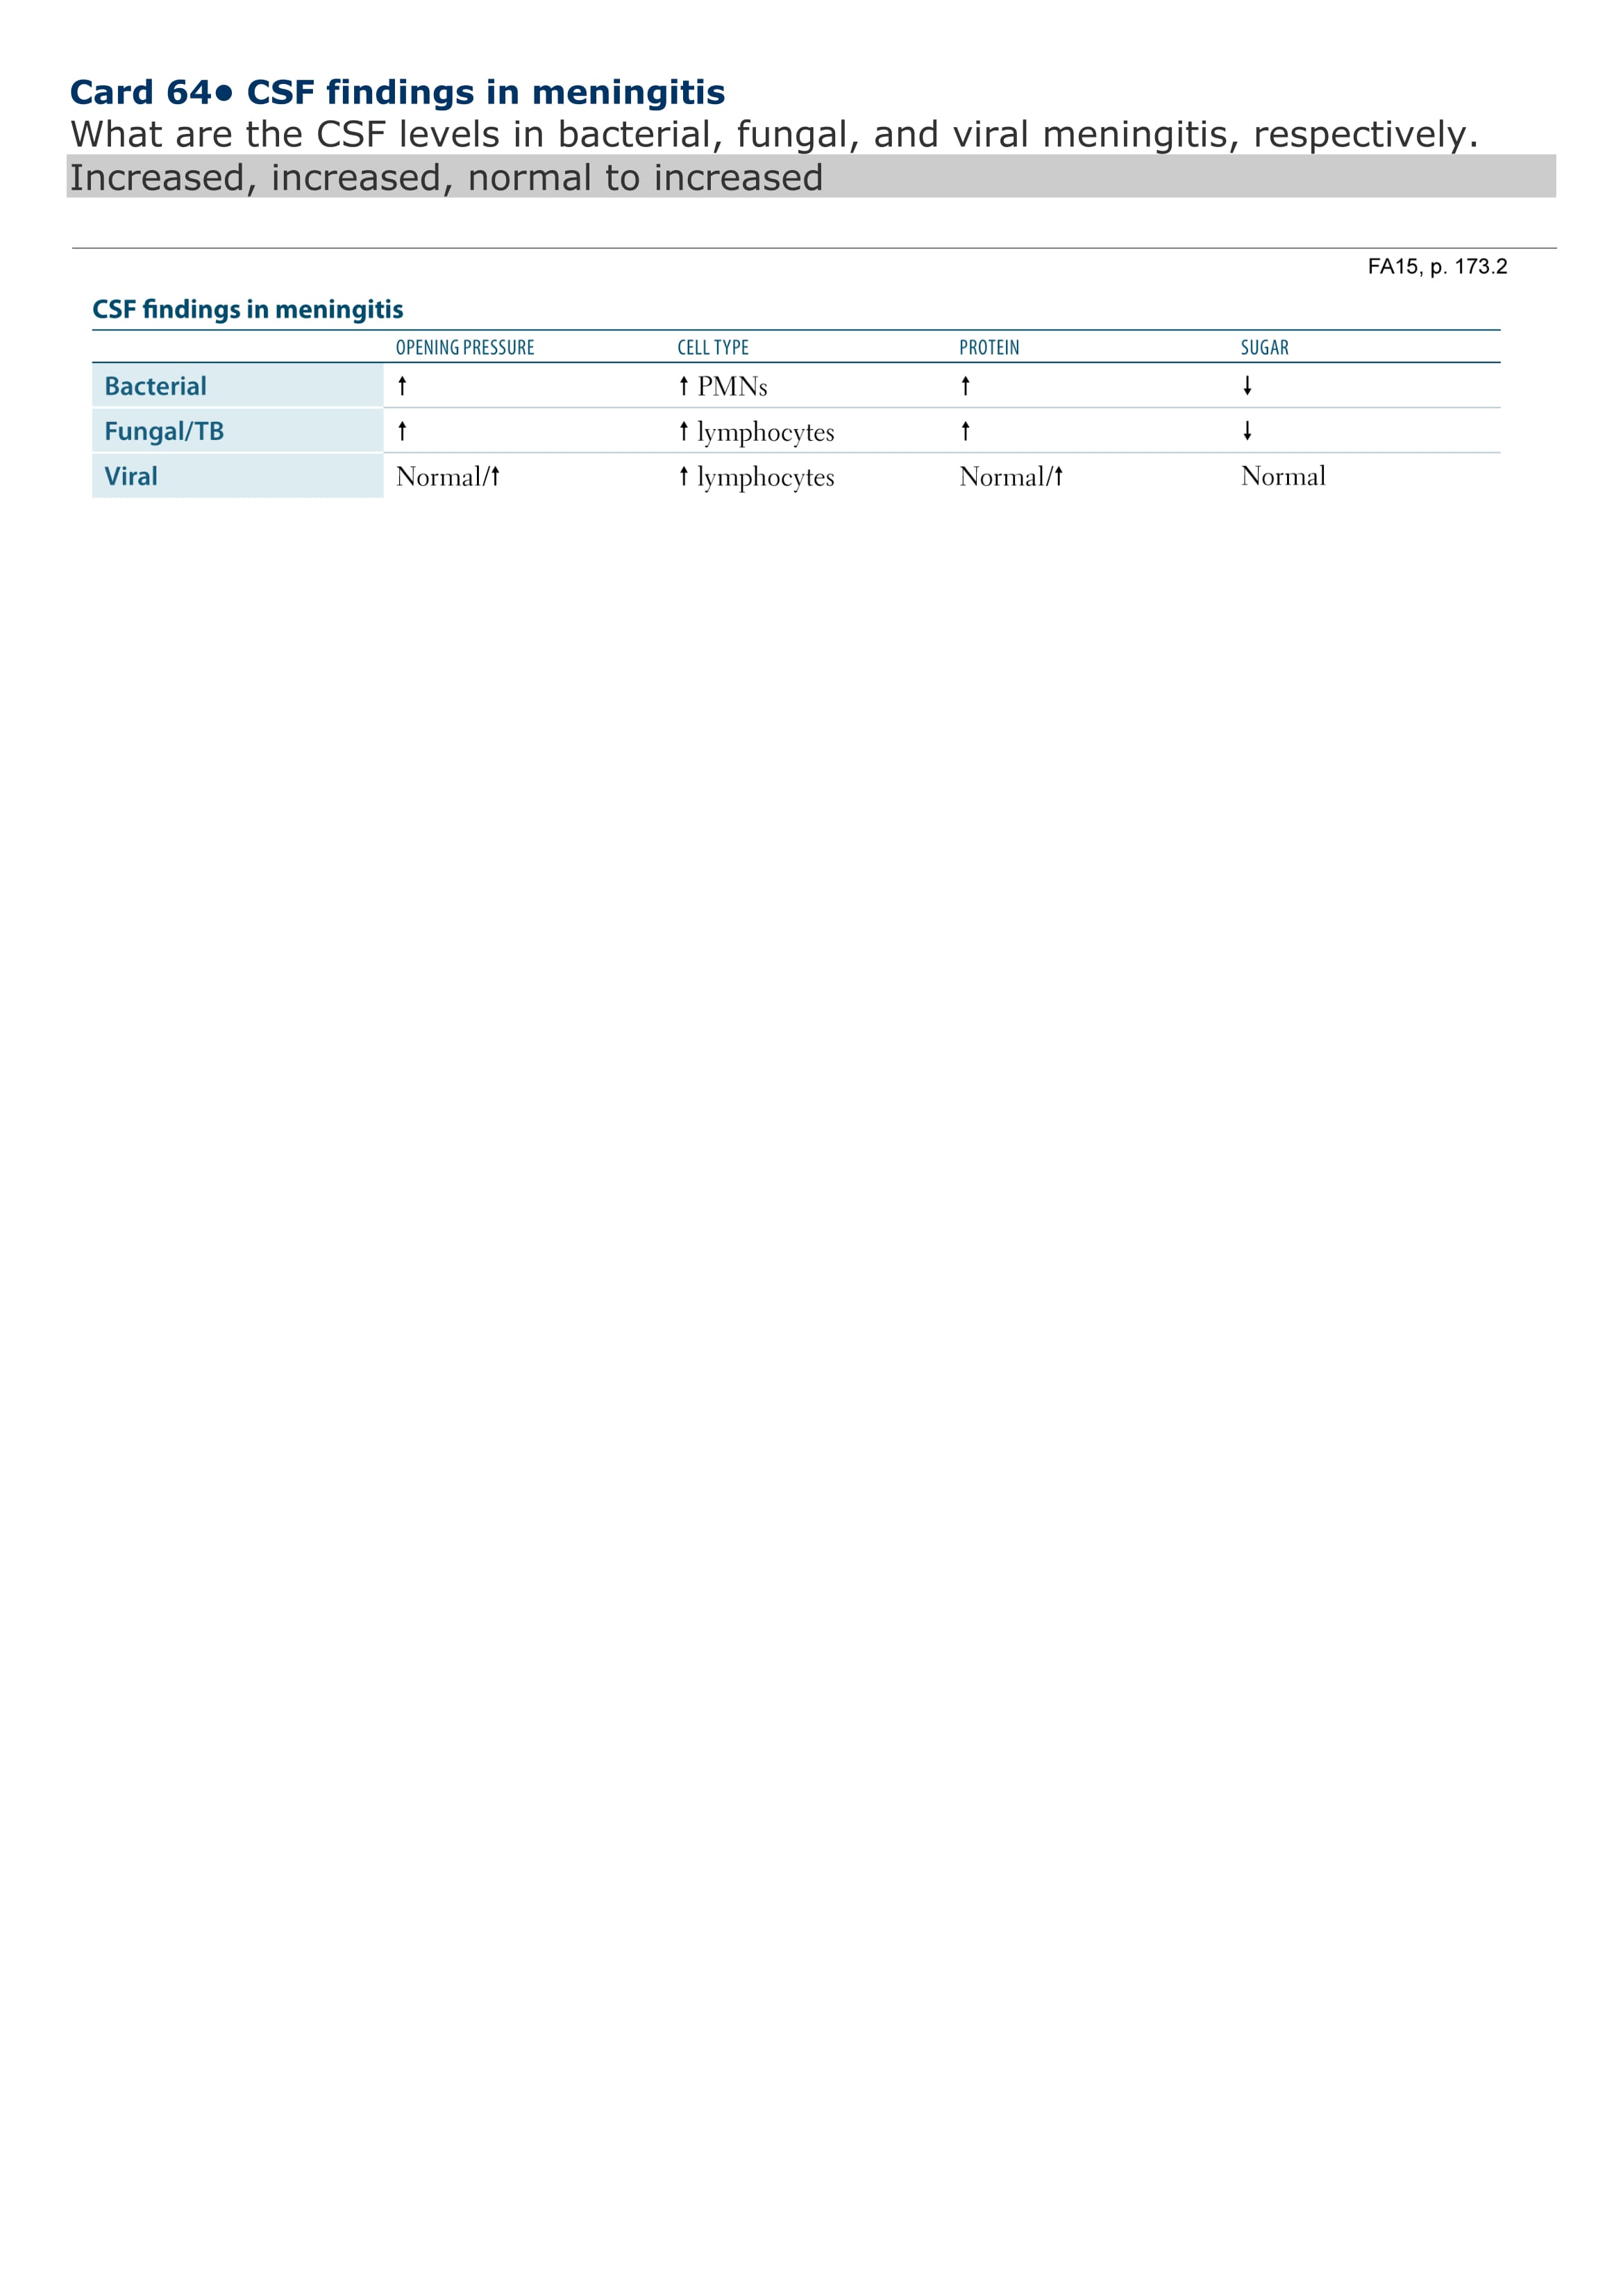 Card 64● CSF findings in meningitis
What are the CSF levels in bacterial, fungal, and viral meningitis, respectively.
Increased, increased, normal to increased
FA15, p. 173.2
CSF findings in meningitis
OPENING PRESSURE CELL TYPE PROTEIN SUGAR
Bacterial ↑ ↑ PMNs ↑ ↓
Fungal/TB ↑ ↑ lymphocytes ↑ ↓
Viral Normal/↑ ↑ lymphocytes Normal/↑ Normal